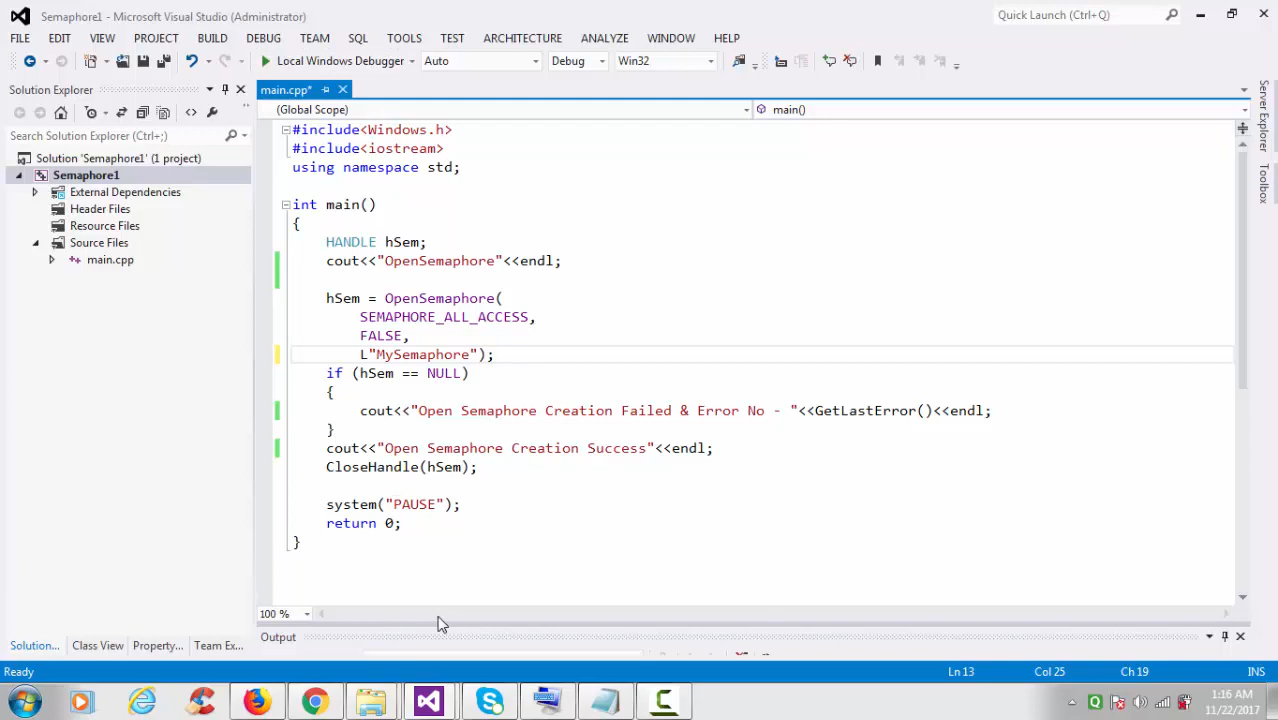 Semaphore1 - Microsoft Visual Studio (Administrator)
Quick Launch (Ctrl+Q)
FILE EDIT VIEW PROJECT BUILD DEBUG TEAM SQL TOOLS TEST ARCHITECTURE ANALYZE WINDOW HELP
Local Windows Debugger Auto Debug Win32
Solution Explorer
main.cpp*
(Global Scope)
main()
Search Solution Explorer (Ctrl+;)
Solution 'Semaphore1' (1 project)
Semaphore1
External Dependencies
Header Files
Resource Files
Source Files
main.cpp
#include<Windows.h>
#include<iostream>
using namespace std;
int main()
{
HANDLE hSem;
cout<<"OpenSemaphore"<<endl;
hSem = OpenSemaphore(
SEMAPHORE_ALL_ACCESS,
FALSE,
L"MySemaphore");
if (hSem == NULL)
{
cout<<"Open Semaphore Creation Failed & Error No - "<<GetLastError()<<endl;
}
cout<<"Open Semaphore Creation Success"<<endl;
CloseHandle(hSem);
system("PAUSE");
return 0;
}
Server Explorer
Toolbox
100 %
Output
Solution... Class View Property... Team Ex...
Ready
Ln 13 Col 25 Ch 19 INS
1:16 AM
11/22/2017